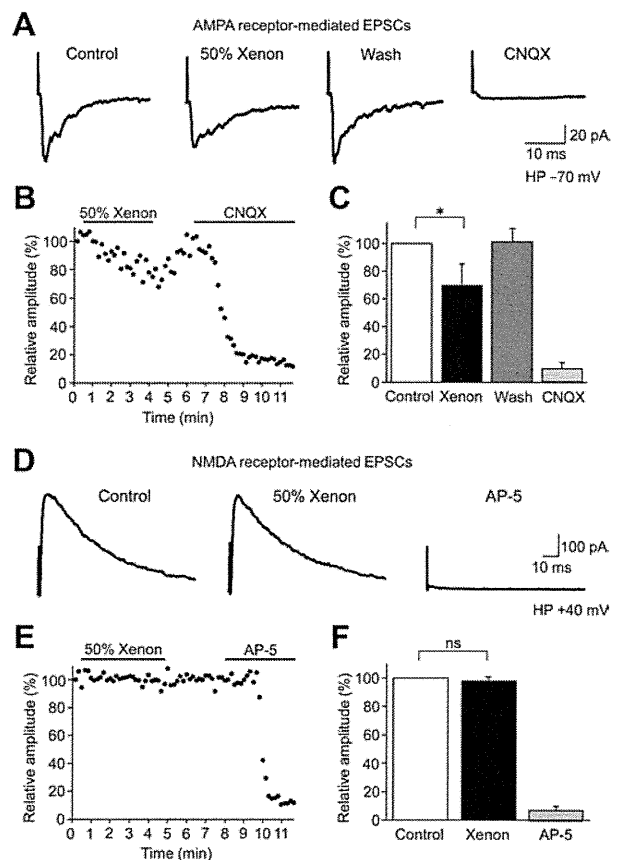 A
AMPA receptor-mediated EPSCs
Control
50% Xenon
Wash
CNQX
20 pA
10 ms
HP –70 mV
B
50% Xenon
CNQX
Relative amplitude (%)
100
80
60
40
20
0
0 1 2 3 4 5 6 7 8 9 10 11
Time (min)
C
*
Relative amplitude (%)
100
80
60
40
20
0
Control Xenon Wash CNQX
D
NMDA receptor-mediated EPSCs
Control
50% Xenon
AP-5
100 pA
10 ms
HP +40 mV
E
50% Xenon
AP-5
Relative amplitude (%)
100
80
60
40
20
0
0 1 2 3 4 5 6 7 8 9 10 11
Time (min)
F
ns
Relative amplitude (%)
100
80
60
40
20
0
Control Xenon AP-5